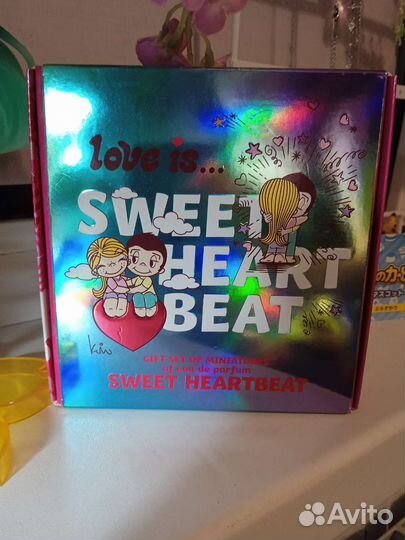 love is...
SWEET
HEART
BEAT
Kim
GIFT SET OF MINIATURES
of eau de parfum
SWEET HEARTBEAT
Avito